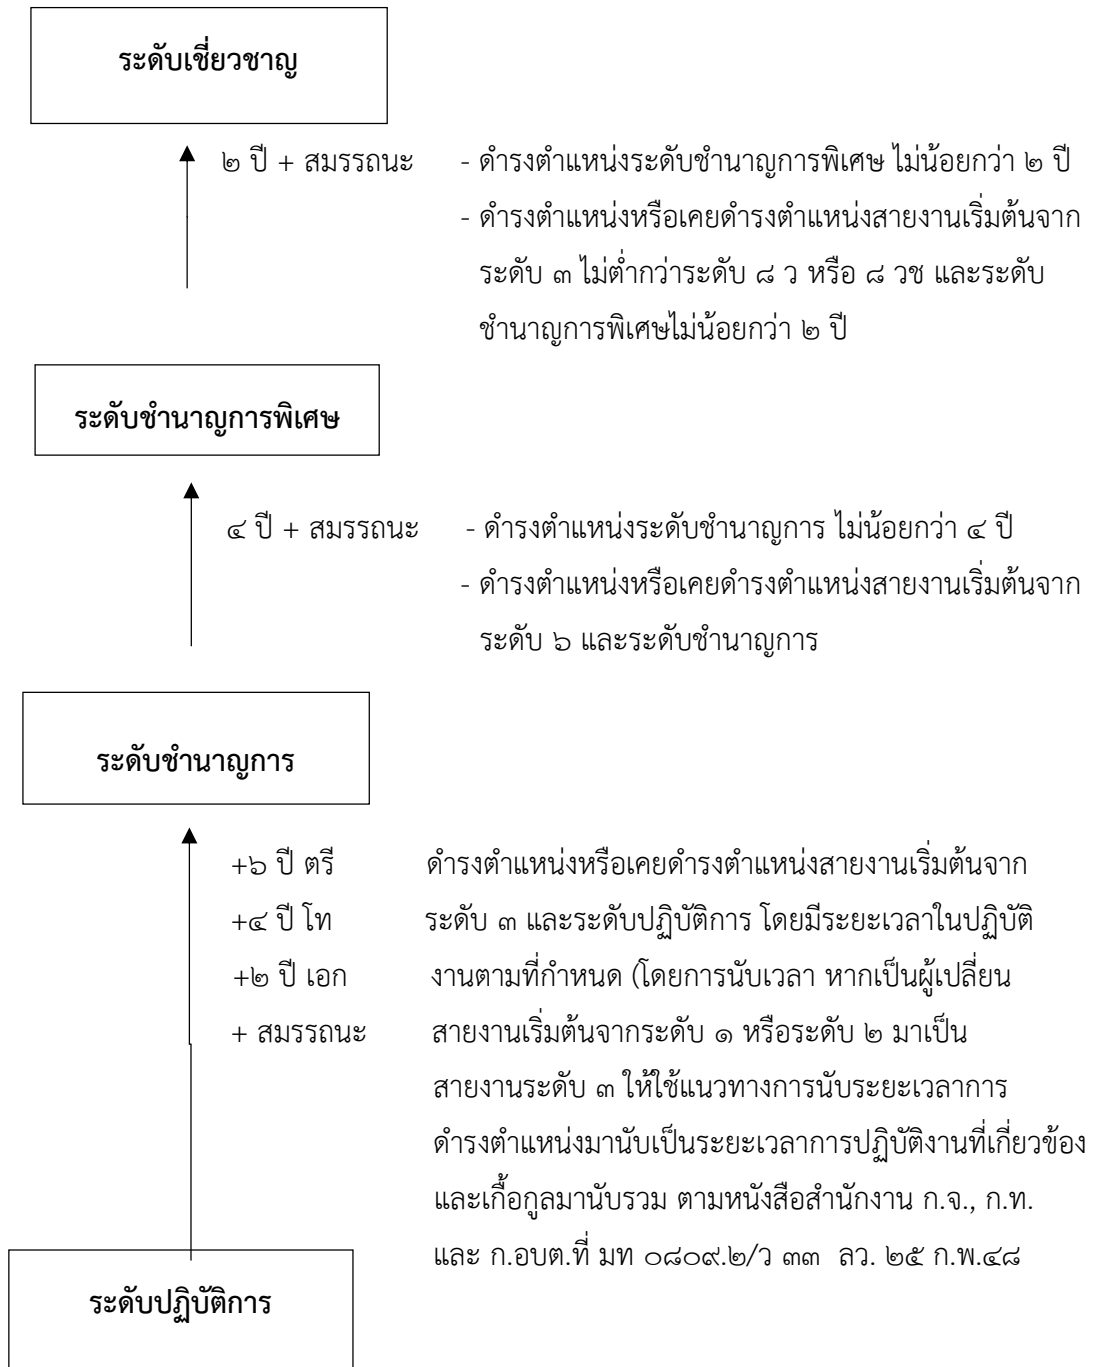 ระดับเชี่ยวชาญ
๒ ปี + สมรรถนะ - ดำรงตำแหน่งระดับชำนาญการพิเศษ ไม่น้อยกว่า ๒ ปี
- ดำรงตำแหน่งหรือเคยดำรงตำแหน่งสายงานเริ่มต้นจาก
ระดับ ๓ ไม่ต่ำกว่าระดับ ๘ ว หรือ ๘ วช และระดับ
ชำนาญการพิเศษไม่น้อยกว่า ๒ ปี
ระดับชำนาญการพิเศษ
๔ ปี + สมรรถนะ - ดำรงตำแหน่งระดับชำนาญการ ไม่น้อยกว่า ๔ ปี
- ดำรงตำแหน่งหรือเคยดำรงตำแหน่งสายงานเริ่มต้นจาก
ระดับ ๖ และระดับชำนาญการ
ระดับชำนาญการ
+๖ ปี ตรี ดำรงตำแหน่งหรือเคยดำรงตำแหน่งสายงานเริ่มต้นจาก
+๔ ปี โท ระดับ ๓ และระดับปฏิบัติการ โดยมีระยะเวลาในปฏิบัติ
+๒ ปี เอก งานตามที่กำหนด (โดยการนับเวลา หากเป็นผู้เปลี่ยน
+ สมรรถนะ สายงานเริ่มต้นจากระดับ ๑ หรือระดับ ๒ มาเป็น
สายงานระดับ ๓ ให้ใช้แนวทางการนับระยะเวลาการ
ดำรงตำแหน่งมานับเป็นระยะเวลาการปฏิบัติงานที่เกี่ยวข้อง
และเกื้อกูลมานับรวม ตามหนังสือสำนักงาน ก.จ., ก.ท.
และ ก.อบต.ที่ มท ๐๘๐๙.๒/ว ๓๓ ลว. ๒๕ ก.พ.๔๘
ระดับปฏิบัติการ